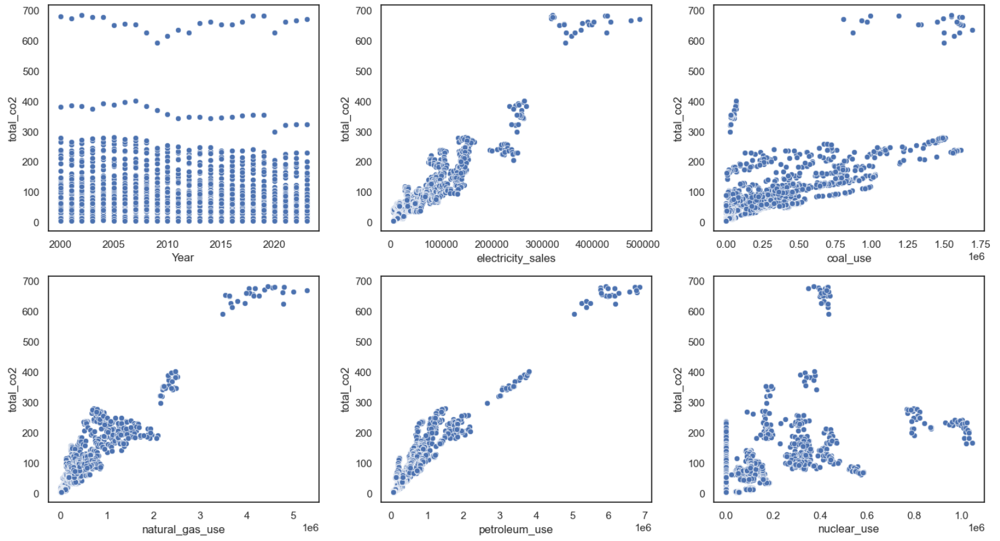 700
600
500
400
300
200
100
0
total_co2
2000 2005 2010 2015 2020
Year
700
600
500
400
300
200
100
0
total_co2
0 100000 200000 300000 400000 500000
electricity_sales
700
600
500
400
300
200
100
0
total_co2
0.00 0.25 0.50 0.75 1.00 1.25 1.50 1.75
1e6
coal_use
700
600
500
400
300
200
100
0
total_co2
0 1 2 3 4 5
1e6
natural_gas_use
700
600
500
400
300
200
100
0
total_co2
0 1 2 3 4 5 6 7
1e6
petroleum_use
700
600
500
400
300
200
100
0
total_co2
0.0 0.2 0.4 0.6 0.8 1.0
1e6
nuclear_use